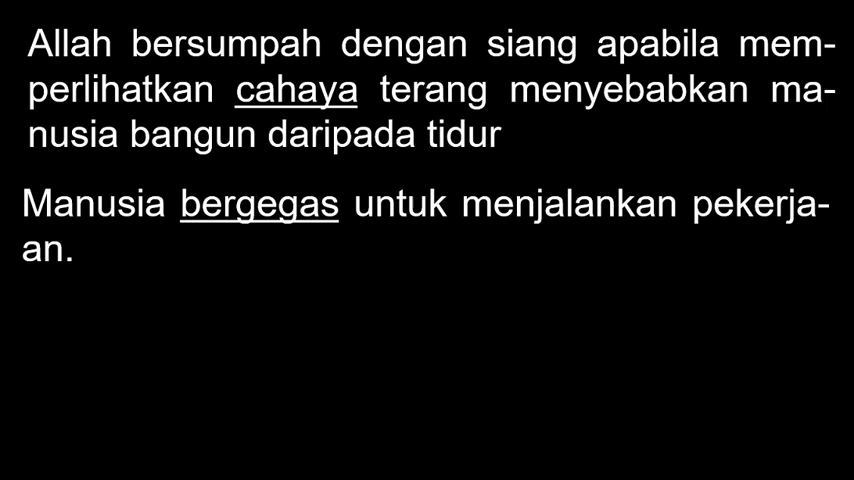 Allah bersumpah dengan siang apabila mem-
perlihatkan cahaya terang menyebabkan ma-
nusia bangun daripada tidur
Manusia bergegas untuk menjalankan pekerja-
an.